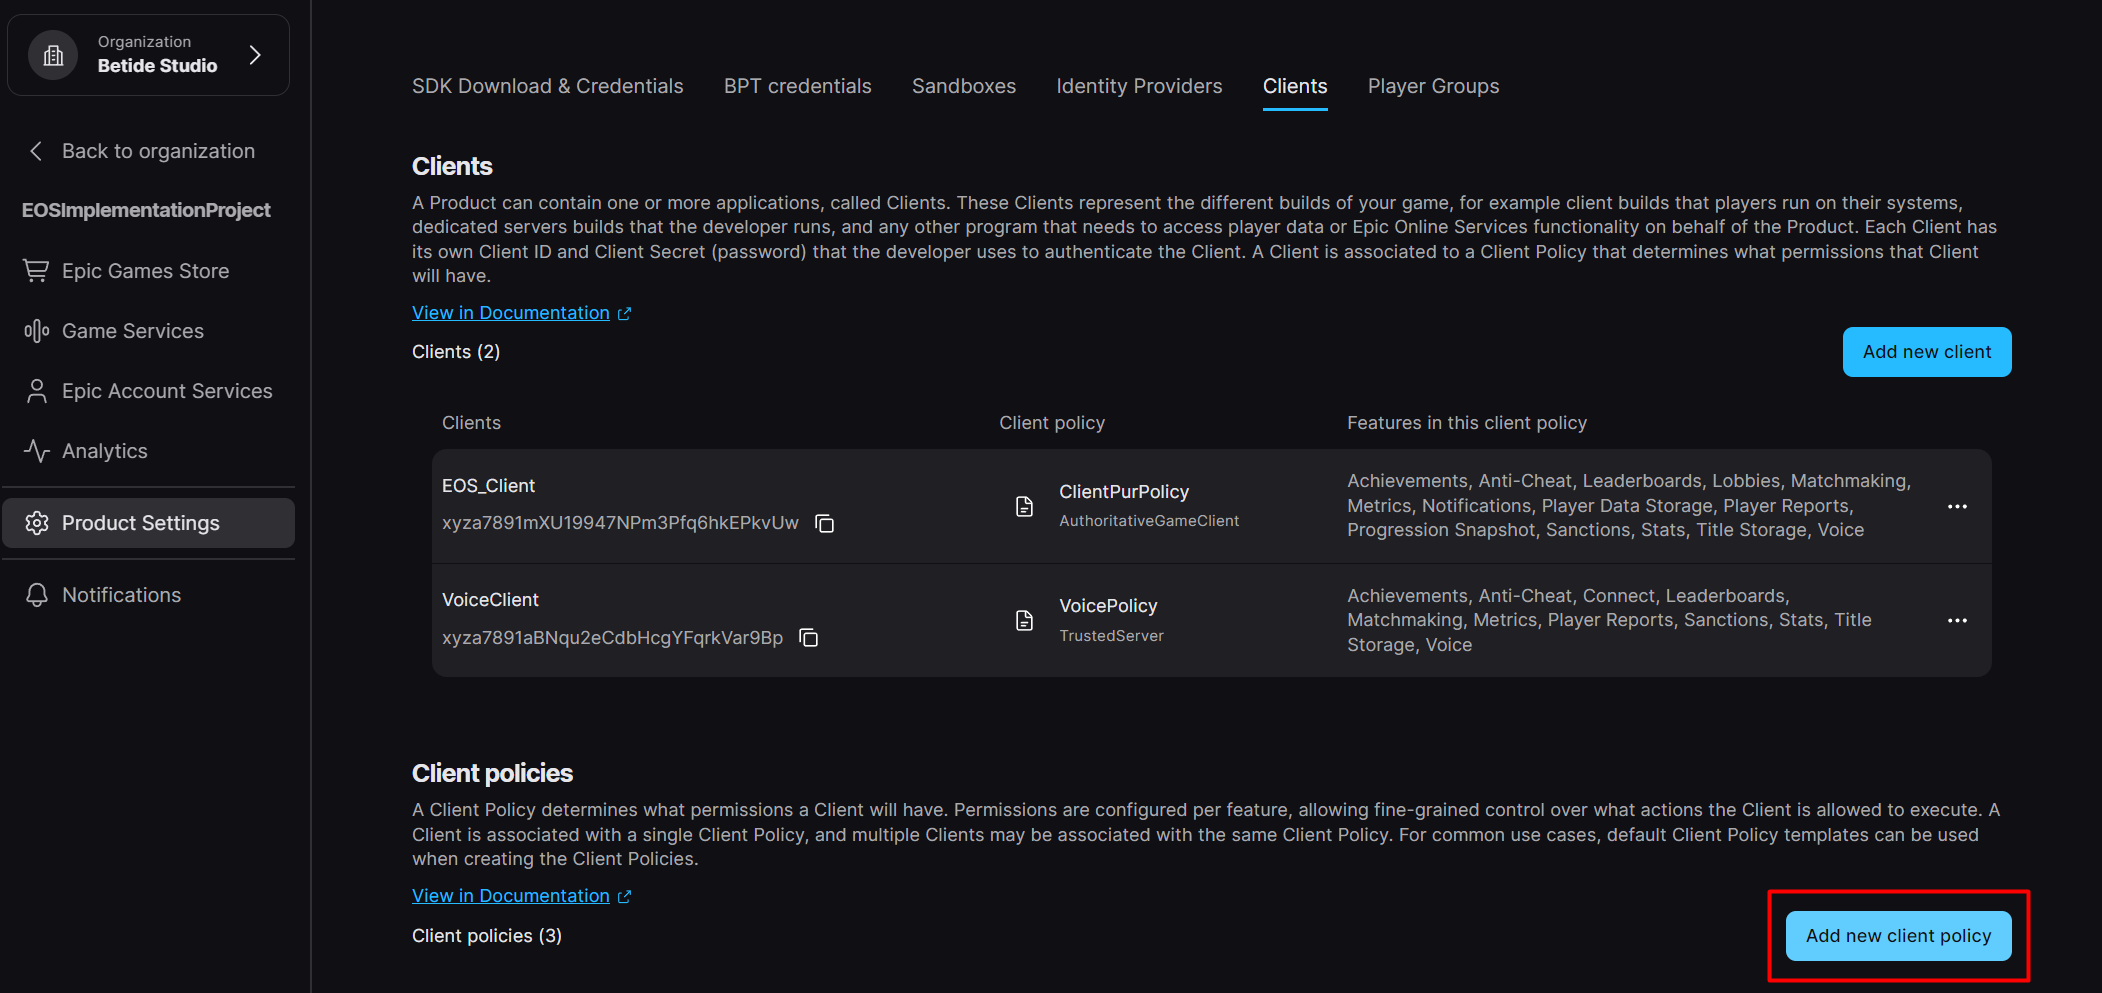 Organization
Betide Studio
Back to organization
EOSImplementationProject
Epic Games Store
Game Services
Epic Account Services
Analytics
Product Settings
Notifications
SDK Download & Credentials
BPT credentials
Sandboxes
Identity Providers
Clients
Player Groups
Clients
A Product can contain one or more applications, called Clients. These Clients represent the different builds of your game, for example client builds that players run on their systems,
dedicated servers builds that the developer runs, and any other program that needs to access player data or Epic Online Services functionality on behalf of the Product. Each Client has
its own Client ID and Client Secret (password) that the developer uses to authenticate the Client. A Client is associated to a Client Policy that determines what permissions that Client
will have.
View in Documentation
Clients (2)
Add new client
Clients
Client policy
Features in this client policy
EOS_Client
xyza7891mXU19947NPm3Pfq6hkEPkvUw
ClientPurPolicy
AuthoritativeGameClient
Achievements, Anti-Cheat, Leaderboards, Lobbies, Matchmaking,
Metrics, Notifications, Player Data Storage, Player Reports,
Progression Snapshot, Sanctions, Stats, Title Storage, Voice
VoiceClient
xyza7891aBNqu2eCdbHcgYFqrkVar9Bp
VoicePolicy
TrustedServer
Achievements, Anti-Cheat, Connect, Leaderboards,
Matchmaking, Metrics, Player Reports, Sanctions, Stats, Title
Storage, Voice
Client policies
A Client Policy determines what permissions a Client will have. Permissions are configured per feature, allowing fine-grained control over what actions the Client is allowed to execute. A
Client is associated with a single Client Policy, and multiple Clients may be associated with the same Client Policy. For common use cases, default Client Policy templates can be used
when creating the Client Policies.
View in Documentation
Client policies (3)
Add new client policy